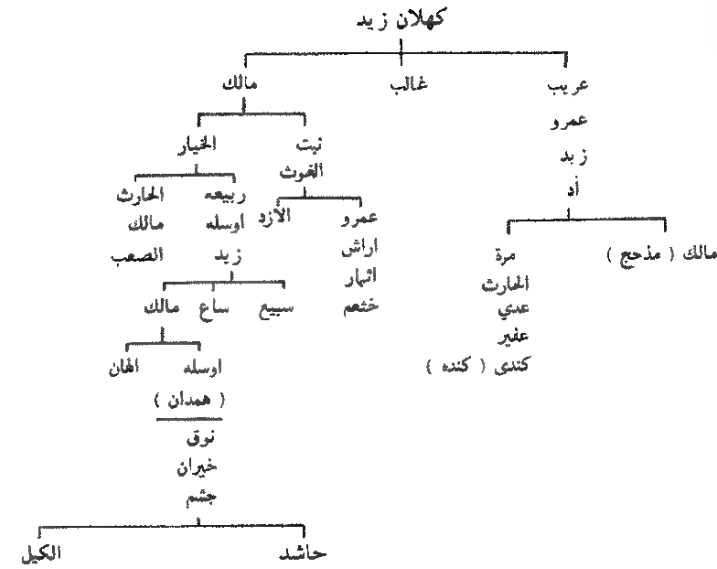 كهلان زيد
عريب غالب مالك
عمرو
زيد
أد
نبت الخيار
الغوث
ربيعه الحارث
عمرو الأزد اوسله مالك
اراش زيد الصعب
انمار
خثعم
مالك ( مذحج ) مرة
الحارث
عدي
عفير
كندى ( كنده )
سبيع ساع مالك
اوسله الهان
( همدان )
نوق
خيران
جشم
حاشد الكيل